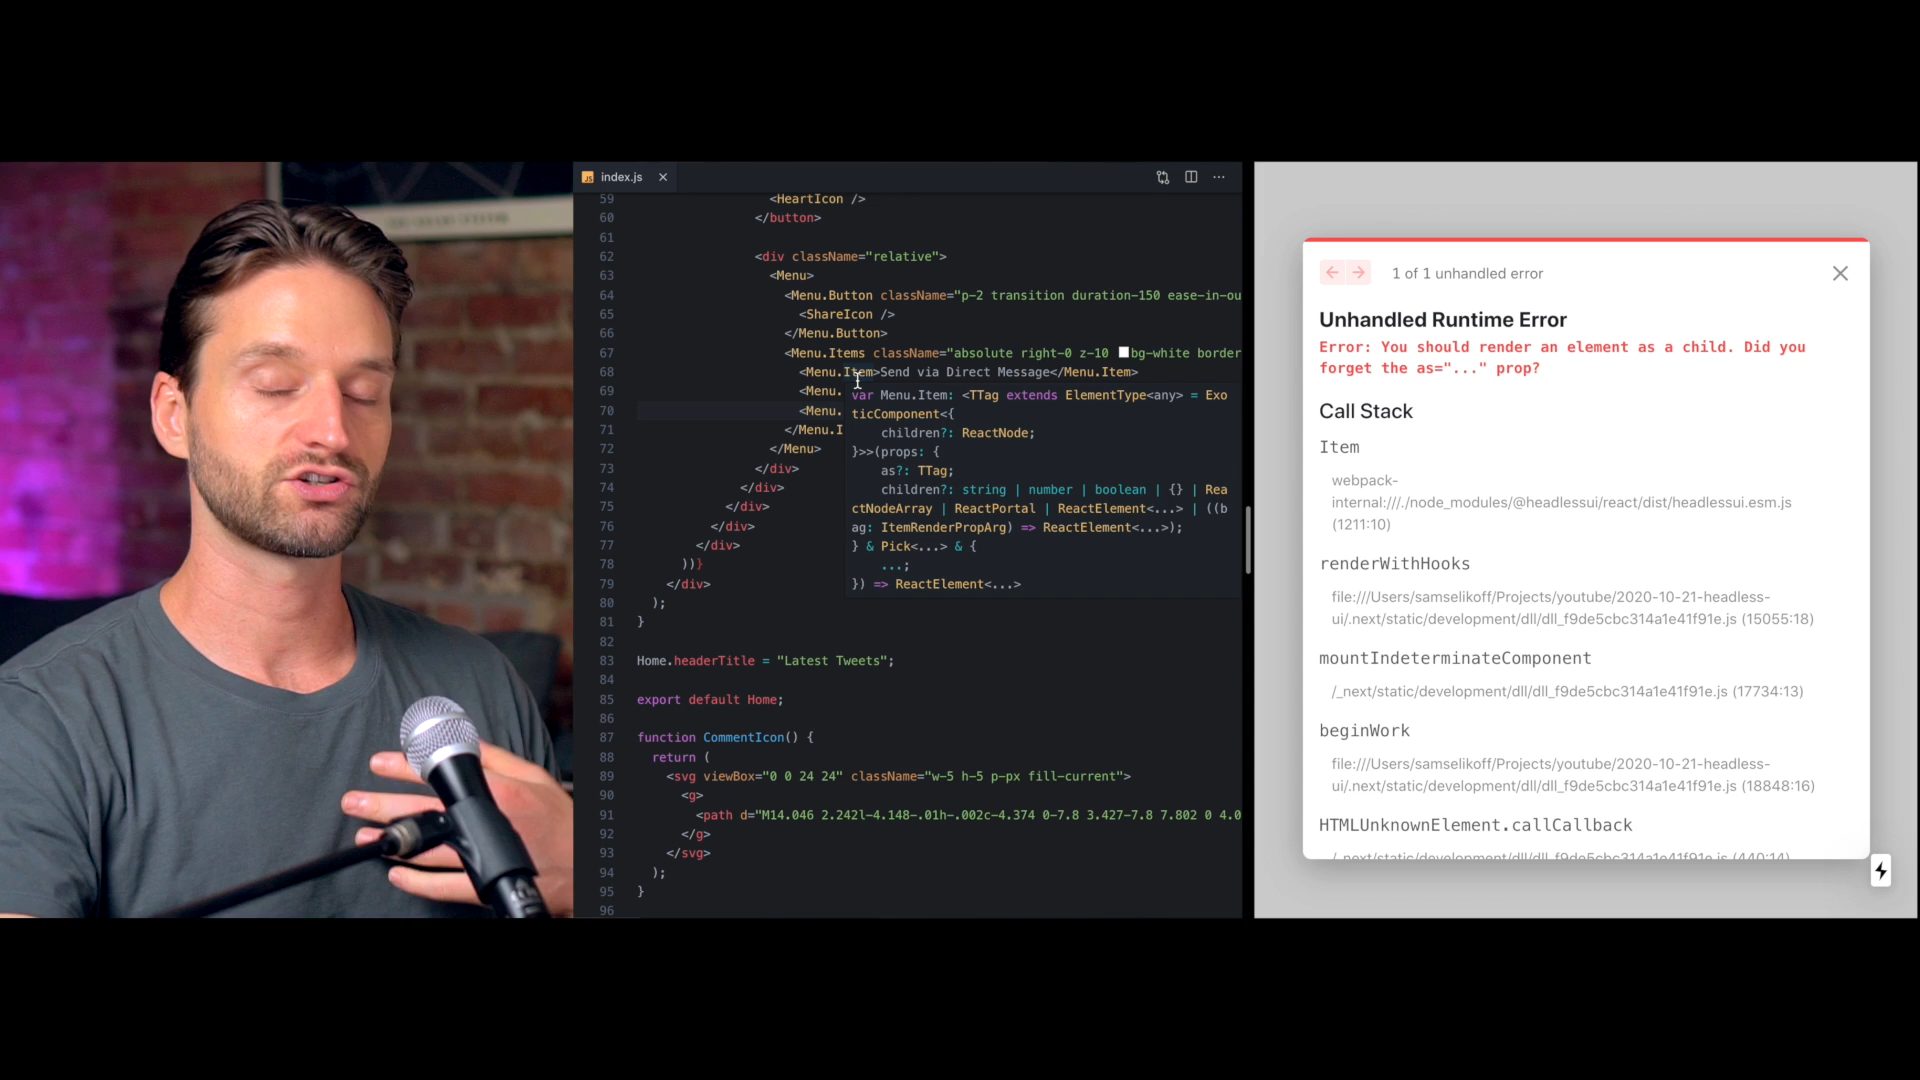 index.js
59 <HeartIcon />
60 </button>
61
62 <div className="relative">
63 <Menu>
64 <Menu.Button className="p-2 transition duration-150 ease-in-ou
65 <ShareIcon />
66 </Menu.Button>
67 <Menu.Items className="absolute right-0 z-10 bg-white border
68 <Menu.Item>Send via Direct Message</Menu.Item>
69 <Menu.
70 <Menu.
71 </Menu.I
72 </Menu>
73 </div>
74 </div>
75 </div>
76 </div>
77 </div>
78 ))}
79 </div>
80 );
81 }
82
83 Home.headerTitle = "Latest Tweets";
84
85 export default Home;
86
87 function CommentIcon() {
88 return (
89 <svg viewBox="0 0 24 24" className="w-5 h-5 p-px fill-current">
90 <g>
91 <path d="M14.046 2.242l-4.148-.01h-.002c-4.374 0-7.8 3.427-7.8 7.802 0 4.0
92 </g>
93 </svg>
94 );
95 }
96
var Menu.Item: <TTag extends ElementType<any> = Exo
ticComponent<{
children?: ReactNode;
}>>(props: {
as?: TTag;
children?: string | number | boolean | {} | Rea
ctNodeArray | ReactPortal | ReactElement<...> | ((b
ag: ItemRenderPropArg) => ReactElement<...>);
} & Pick<...> & {
...;
}) => ReactElement<...>
1 of 1 unhandled error
Unhandled Runtime Error
Error: You should render an element as a child. Did you
forget the as="..." prop?
Call Stack
Item
webpack-
internal:///./node_modules/@headlessui/react/dist/headlessui.esm.js
(1211:10)
renderWithHooks
file:///Users/samselikoff/Projects/youtube/2020-10-21-headless-
ui/.next/static/development/dll/dll_f9de5cbc314a1e41f91e.js (15055:18)
mountIndeterminateComponent
/_next/static/development/dll/dll_f9de5cbc314a1e41f91e.js (17734:13)
beginWork
file:///Users/samselikoff/Projects/youtube/2020-10-21-headless-
ui/.next/static/development/dll/dll_f9de5cbc314a1e41f91e.js (18848:16)
HTMLUnknownElement.callCallback
/_next/static/development/dll/dll_f9de5cbc314a1e41f91e.js (440:14)